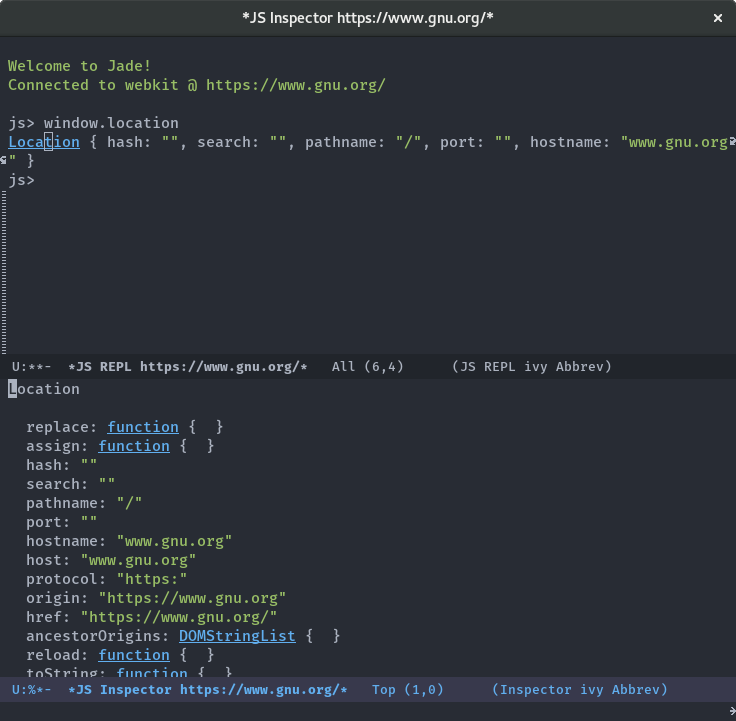 *JS Inspector https://www.gnu.org/* ×
Welcome to Jade!
Connected to webkit @ https://www.gnu.org/
js> window.location
Location { hash: "", search: "", pathname: "/", port: "", hostname: "www.gnu.org
" }
js>
U:**-  *JS REPL https://www.gnu.org/*   All (6,4)      (JS REPL ivy Abbrev)
Location
replace: function {  }
assign: function {  }
hash: ""
search: ""
pathname: "/"
port: ""
hostname: "www.gnu.org"
host: "www.gnu.org"
protocol: "https:"
origin: "https://www.gnu.org"
href: "https://www.gnu.org/"
ancestorOrigins: DOMStringList {  }
reload: function {  }
toString: function {  }
U:%*-  *JS Inspector https://www.gnu.org/*   Top (1,0)      (Inspector ivy Abbrev)